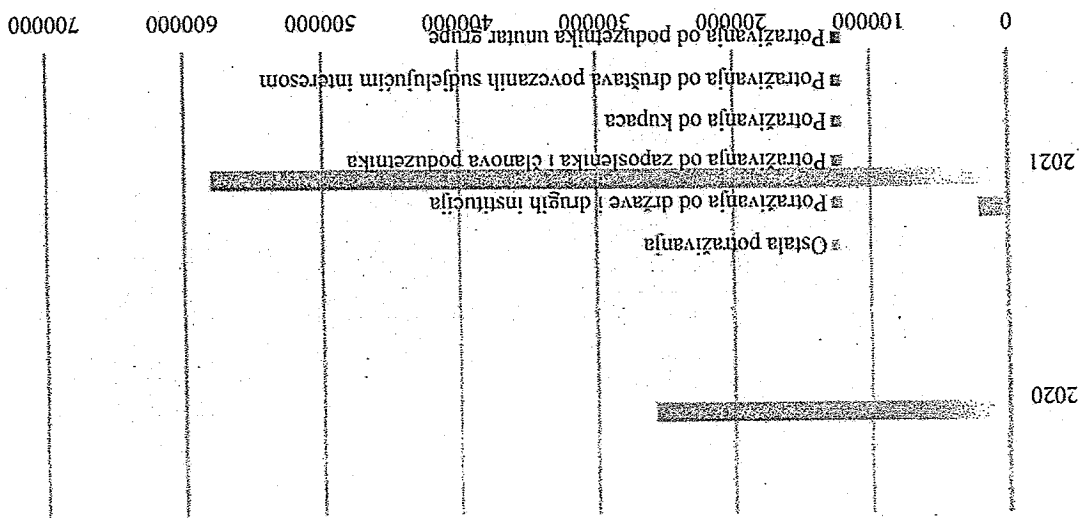 2020
Ostala potraživanja
Potraživanja od države i drugih institucija
Potraživanja od zaposlenika i članova poduzetnika
2021
Potraživanja od kupaca
Potraživanja od društava povezanih sudjelujućim interesom
Potraživanja od poduzetnika unutar grupe
0 100000 200000 300000 400000 500000 600000 700000